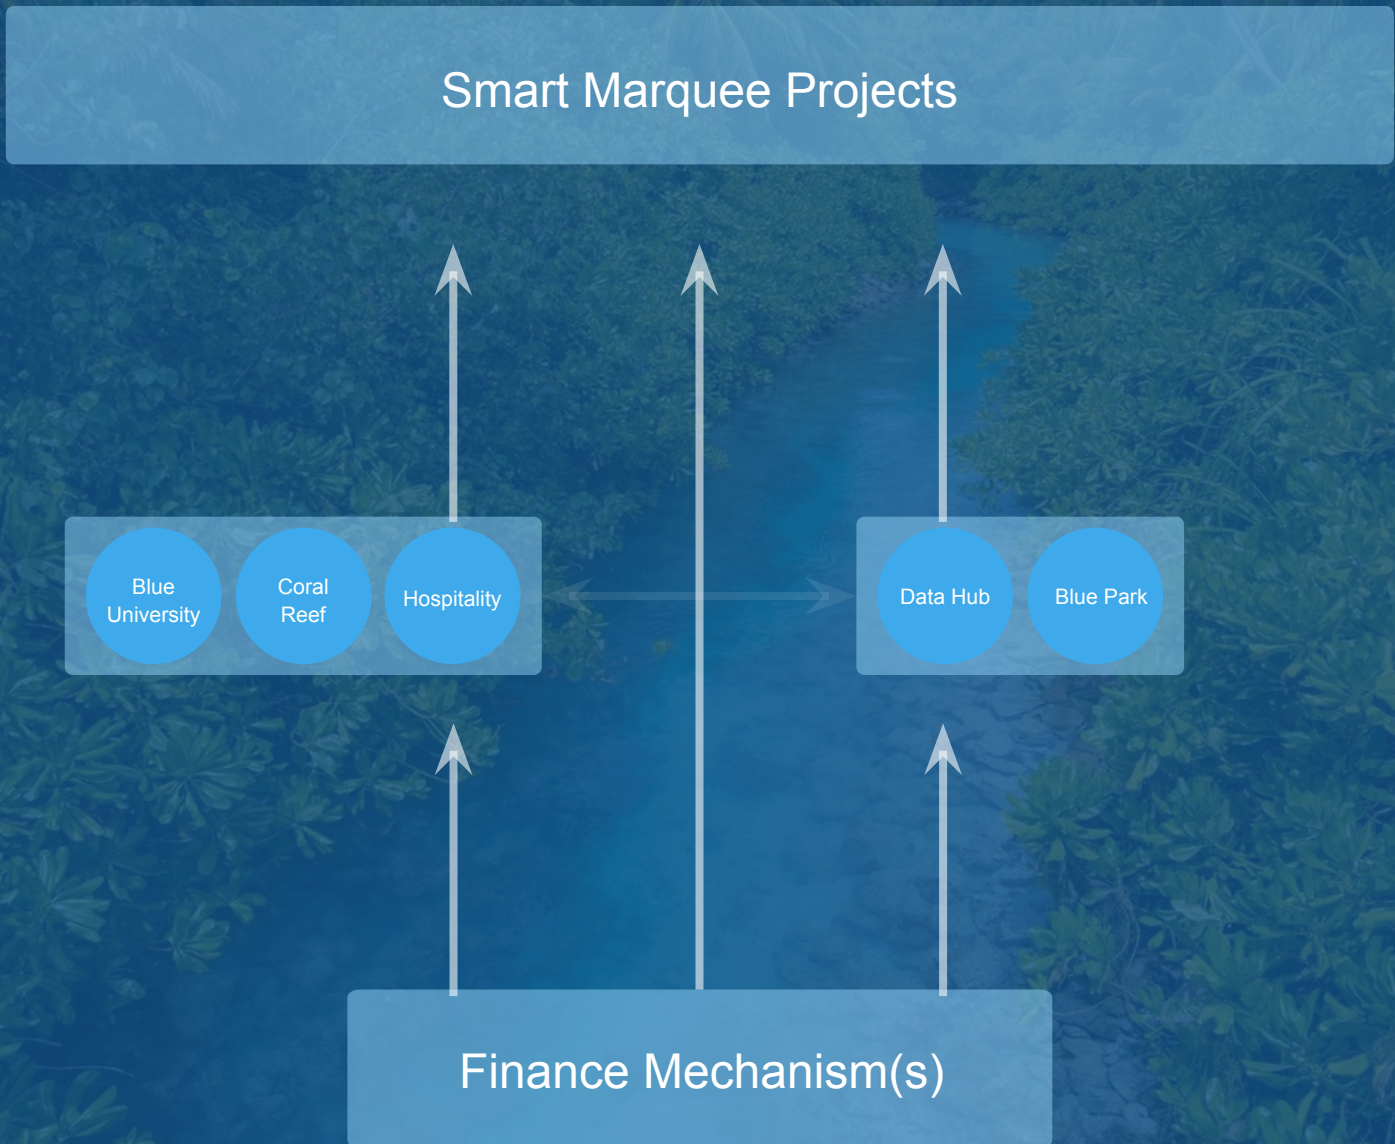 Smart Marquee Projects
Blue
University
Coral
Reef
Hospitality
Data Hub
Blue Park
Finance Mechanism(s)